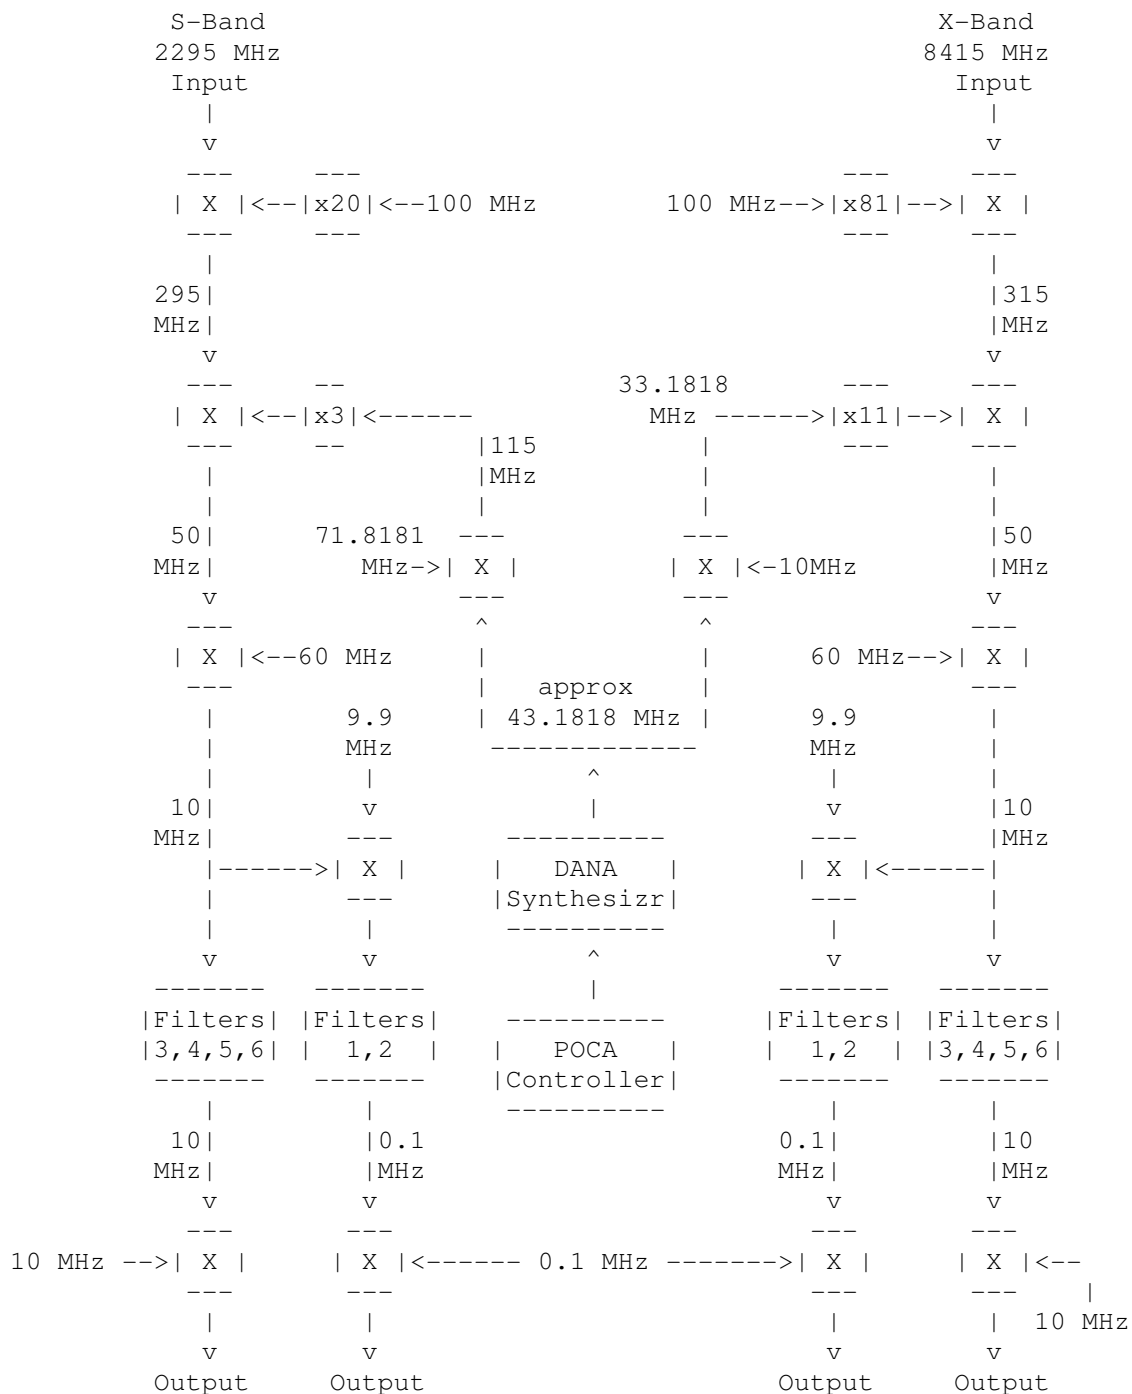 S-Band X-Band
2295 MHz 8415 MHz
Input Input
| |
v v
--- --- --- ---
| X |<--|x20|<--100 MHz 100 MHz-->|x81|-->| X |
--- --- --- ---
| |
295| |315
MHz| |MHz
v v
--- -- 33.1818 --- ---
| X |<--|x3|<------ MHz ------>|x11|-->| X |
--- -- |115 | --- ---
| |MHz | |
| | | |
50| 71.8181 --- --- |50
MHz| MHz->| X | | X |<-10MHz |MHz
v --- --- v
--- ^ ^ ---
| X |<--60 MHz | | 60 MHz-->| X |
--- | approx | ---
| 9.9 | 43.1818 MHz | 9.9 |
| MHz ------------- MHz |
| | ^ | |
10| v | v |10
MHz| --- ---------- --- |MHz
|------>| X | | DANA | | X |<------|
| --- |Synthesizr| --- |
| | ---------- | |
v v ^ v v
------- ------- | ------- -------
|Filters| |Filters| ---------- |Filters| |Filters|
|3,4,5,6| | 1,2 | | POCA | | 1,2 | |3,4,5,6|
------- ------- |Controller| ------- -------
| | ---------- | |
10| |0.1 0.1| |10
MHz| |MHz MHz| |MHz
v v v v
--- --- --- ---
10 MHz -->| X | | X |<------ 0.1 MHz ------->| X | | X |<--
--- --- --- --- |
| | | | 10 MHz
v v v v
Output Output Output Output